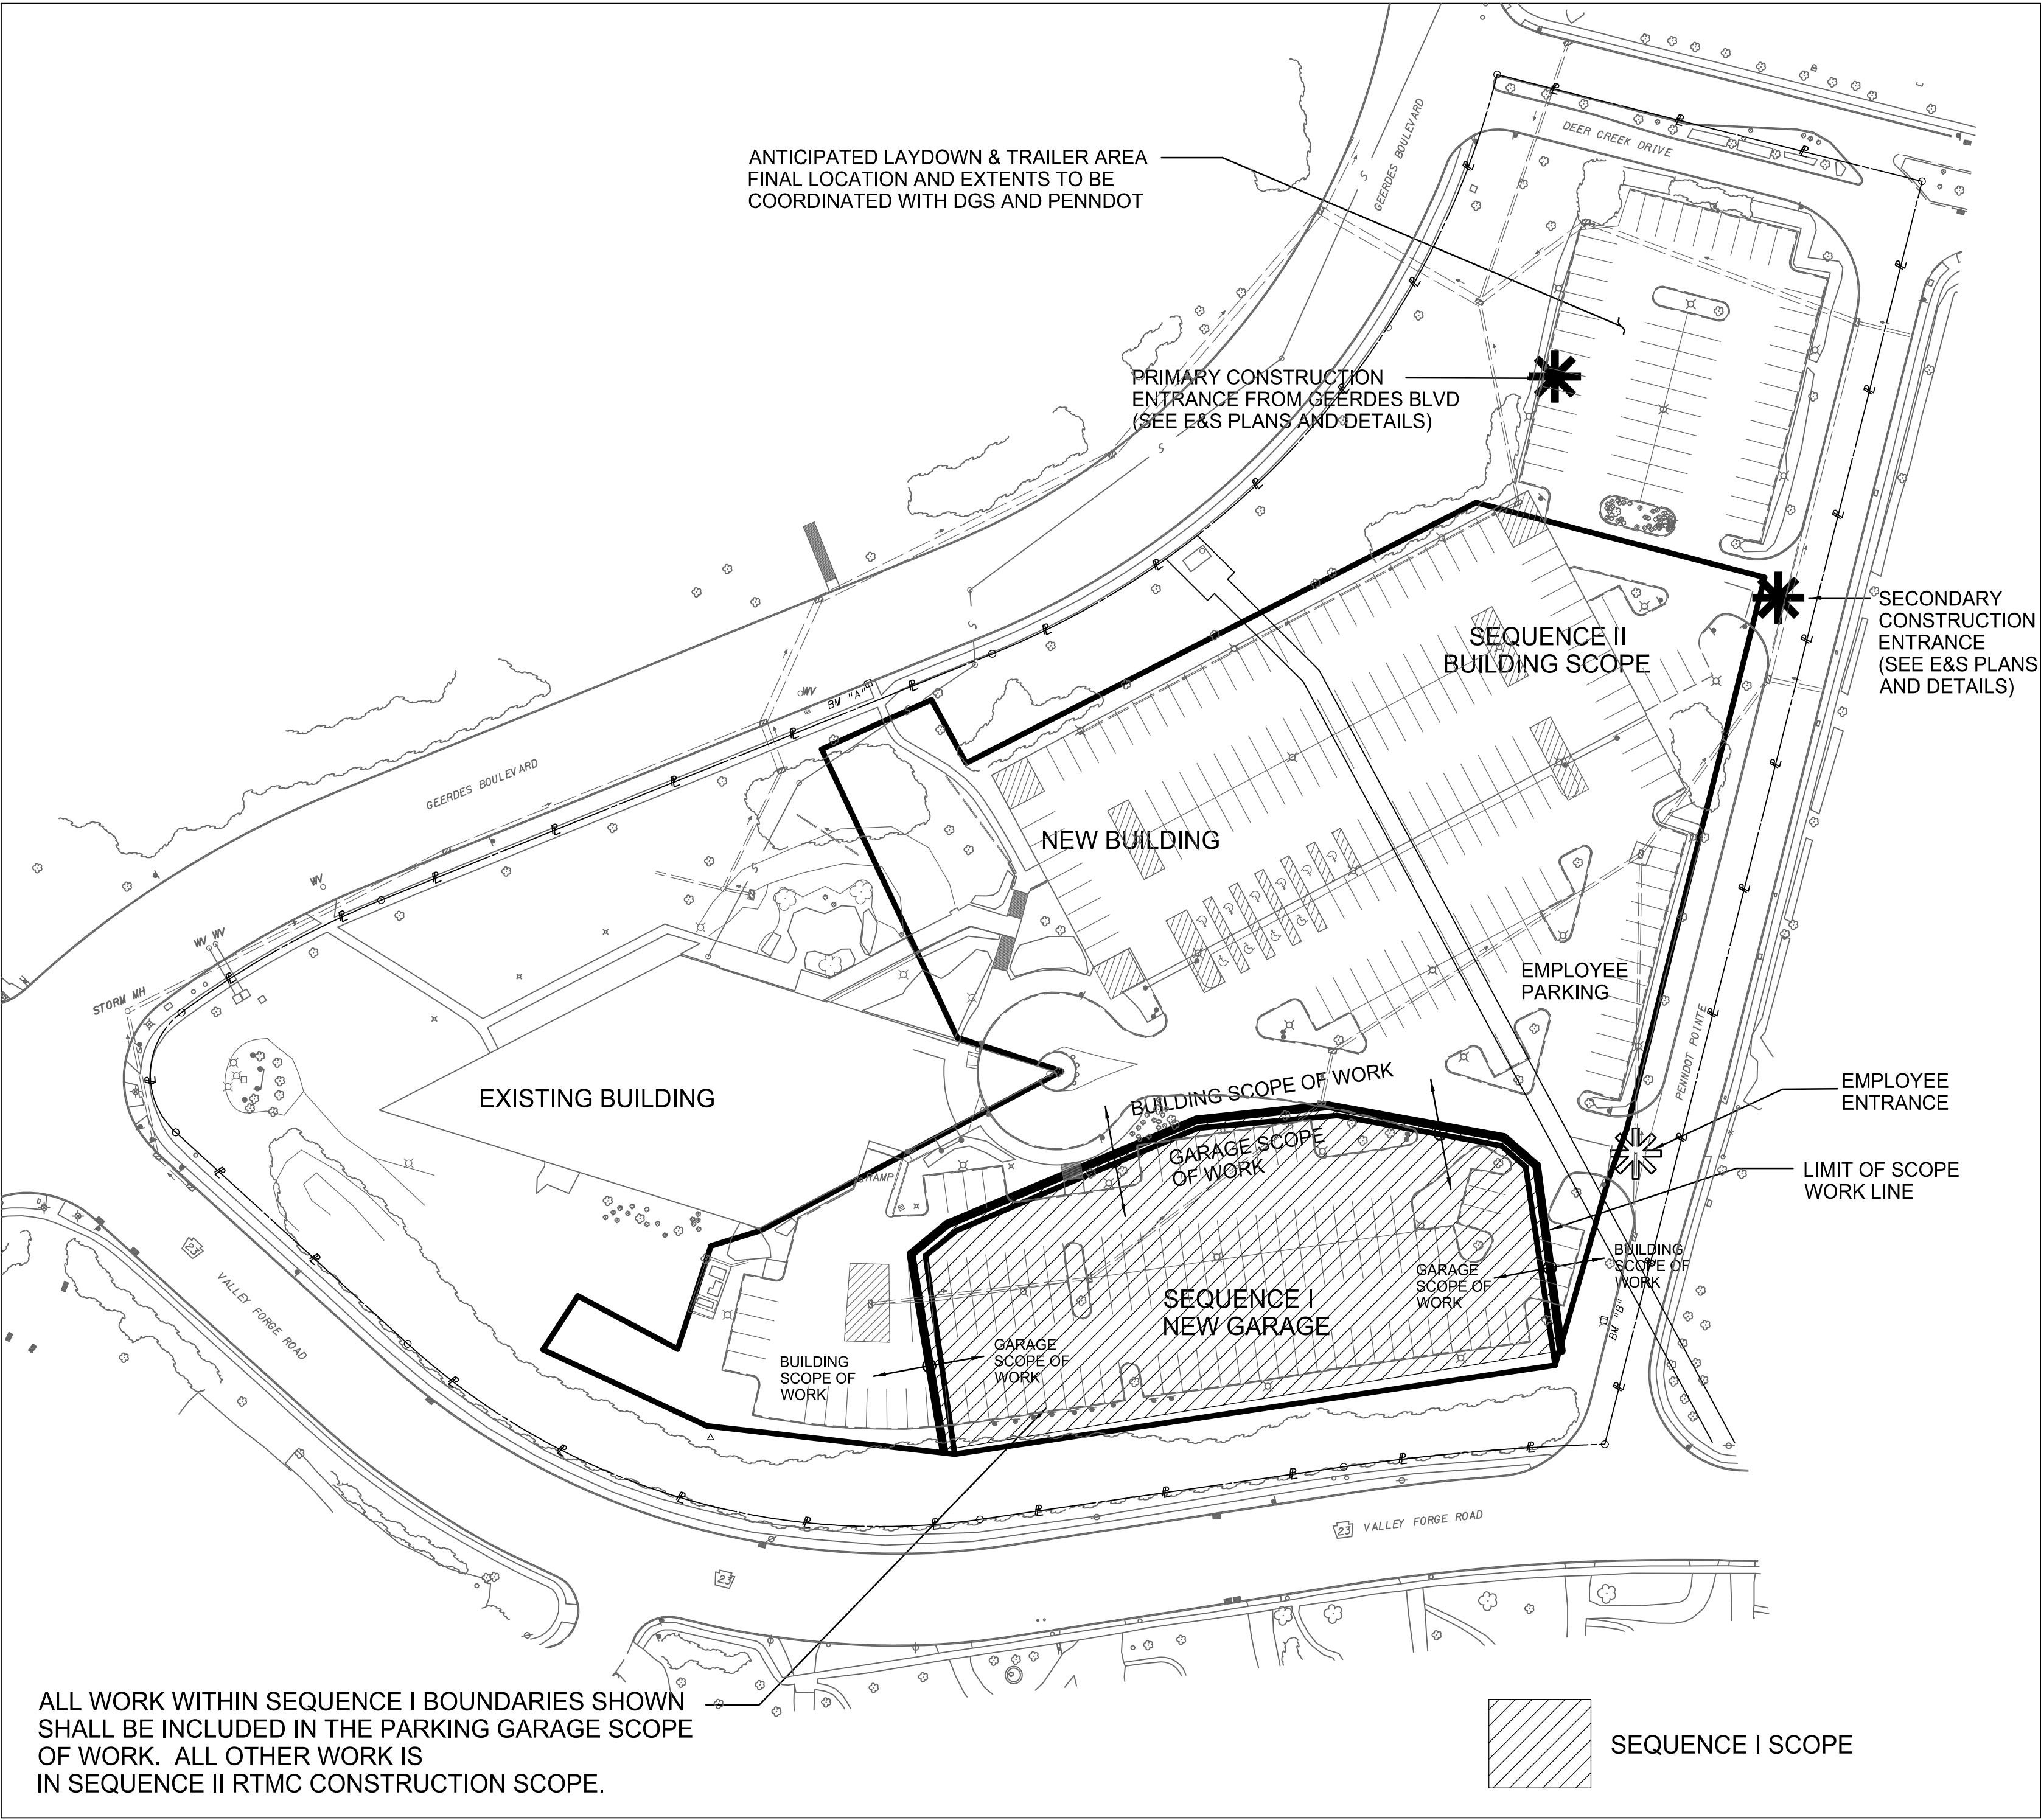 DEER CREEK DRIVE
GEERDES BOULEVARD
ANTICIPATED LAYDOWN & TRAILER AREA
FINAL LOCATION AND EXTENTS TO BE
COORDINATED WITH DGS AND PENNDOT
PRIMARY CONSTRUCTION
ENTRANCE FROM GEERDES BLVD
(SEE E&S PLANS AND DETAILS)
SECONDARY
CONSTRUCTION
ENTRANCE
(SEE E&S PLANS
AND DETAILS)
SEQUENCE II
BUILDING SCOPE
WV
BM "A"
GEERDES BOULEVARD
NEW BUILDING
WV
WV WV
STORM MH
EMPLOYEE
PARKING
PENNDOT POINTE
EXISTING BUILDING
BUILDING SCOPE OF WORK
EMPLOYEE
ENTRANCE
GARAGE SCOPE
OF WORK
RAMP
LIMIT OF SCOPE
WORK LINE
23
VALLEY FORGE ROAD
BUILDING
SCOPE OF
WORK
GARAGE
SCOPE OF
WORK
BM "B"
SEQUENCE I
NEW GARAGE
GARAGE
SCOPE OF
WORK
BUILDING
SCOPE OF
WORK
23 VALLEY FORGE ROAD
23
ALL WORK WITHIN SEQUENCE I BOUNDARIES SHOWN
SHALL BE INCLUDED IN THE PARKING GARAGE SCOPE
OF WORK. ALL OTHER WORK IS
IN SEQUENCE II RTMC CONSTRUCTION SCOPE.
SEQUENCE I SCOPE